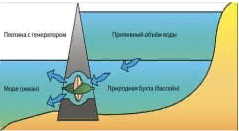 Плотина с генератором
Приливный объём воды
Море (океан)
Природная бухта (бассейн)